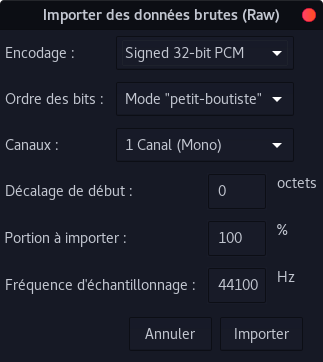 Importer des données brutes (Raw)
Encodage : Signed 32-bit PCM
Ordre des bits : Mode "petit-boutiste"
Canaux : 1 Canal (Mono)
Décalage de début : 0 octets
Portion à importer : 100 %
Fréquence d'échantillonnage : 44100 Hz
Annuler Importer